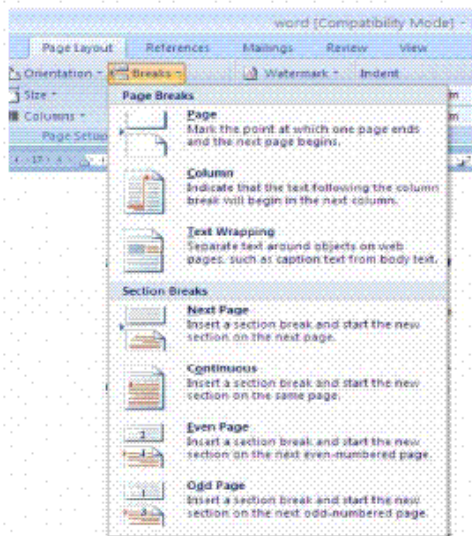 word [Compatibility Mode] -
Page Layout References Mailings Review View
Orientation Breaks Watermark Indent
Size
Columns
Page Setup
Page Breaks
Page
Mark the point at which one page ends
and the next page begins.
Column
Indicate that the text following the column
break will begin in the next column.
Text Wrapping
Separate text around objects on web
pages, such as caption text from body text.
Section Breaks
Next Page
Insert a section break and start the new
section on the next page.
Continuous
Insert a section break and start the new
section on the same page.
Even Page
Insert a section break and start the new
section on the next even-numbered page.
Odd Page
Insert a section break and start the new
section on the next odd-numbered page.